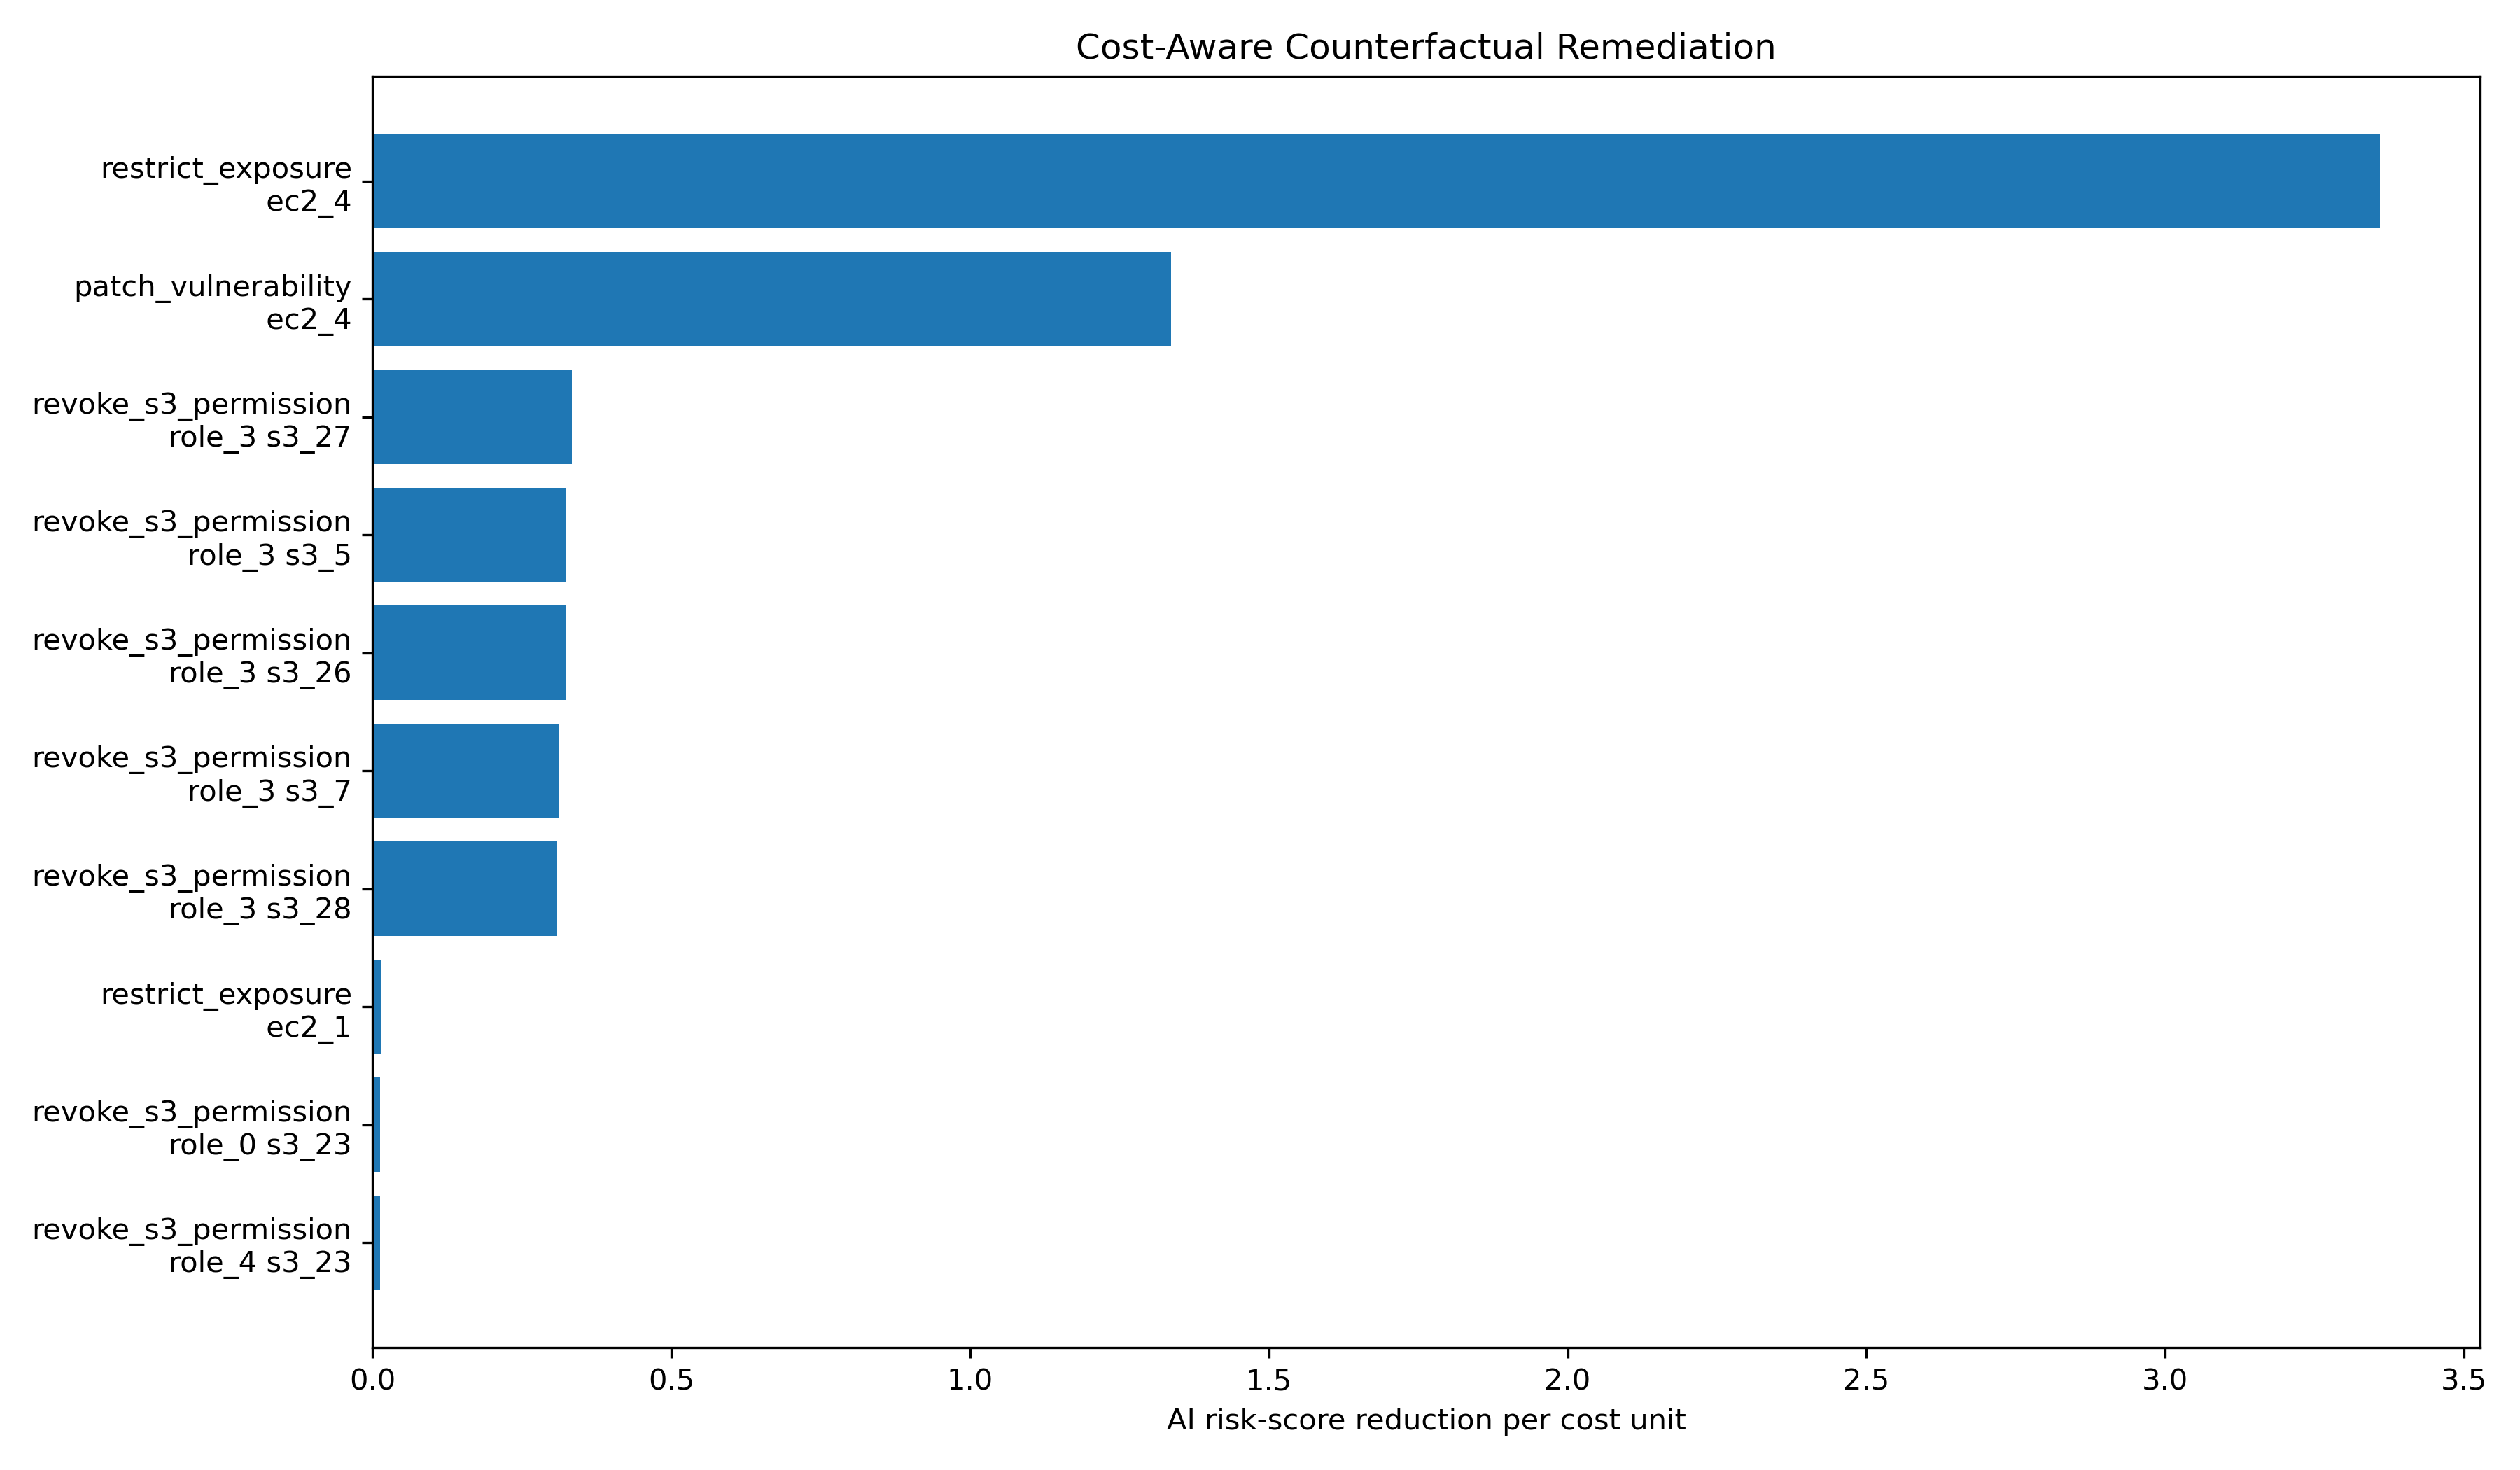 Cost-Aware Counterfactual Remediation
restrict_exposure
ec2_4
patch_vulnerability
ec2_4
revoke_s3_permission
role_3 s3_27
revoke_s3_permission
role_3 s3_5
revoke_s3_permission
role_3 s3_26
revoke_s3_permission
role_3 s3_7
revoke_s3_permission
role_3 s3_28
restrict_exposure
ec2_1
revoke_s3_permission
role_0 s3_23
revoke_s3_permission
role_4 s3_23
0.0 0.5 1.0 1.5 2.0 2.5 3.0 3.5
AI risk-score reduction per cost unit